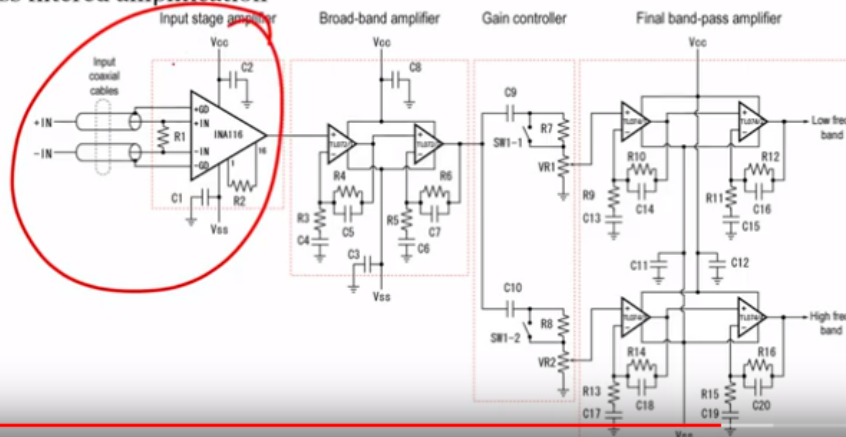 Input stage amplifier Broad-band amplifier Gain controller Final band-pass amplifier
Vcc Vcc Vcc
Input
coaxial
cables
C2
C8
C9
+GD
+IN
+IN
R1
INA116
-IN
-IN
-GD
1
16
R2
C1
Vss
R4
R6
R3
C5
R5
C7
C4
C6
C3
Vss
R7
SW1-1
VR1
C10
R8
SW1-2
VR2
Low fre
band
R10
R12
R9
C14
R11
C16
C13
C15
C11
C12
High fre
band
R14
R16
R13
C18
R15
C20
C17
C19